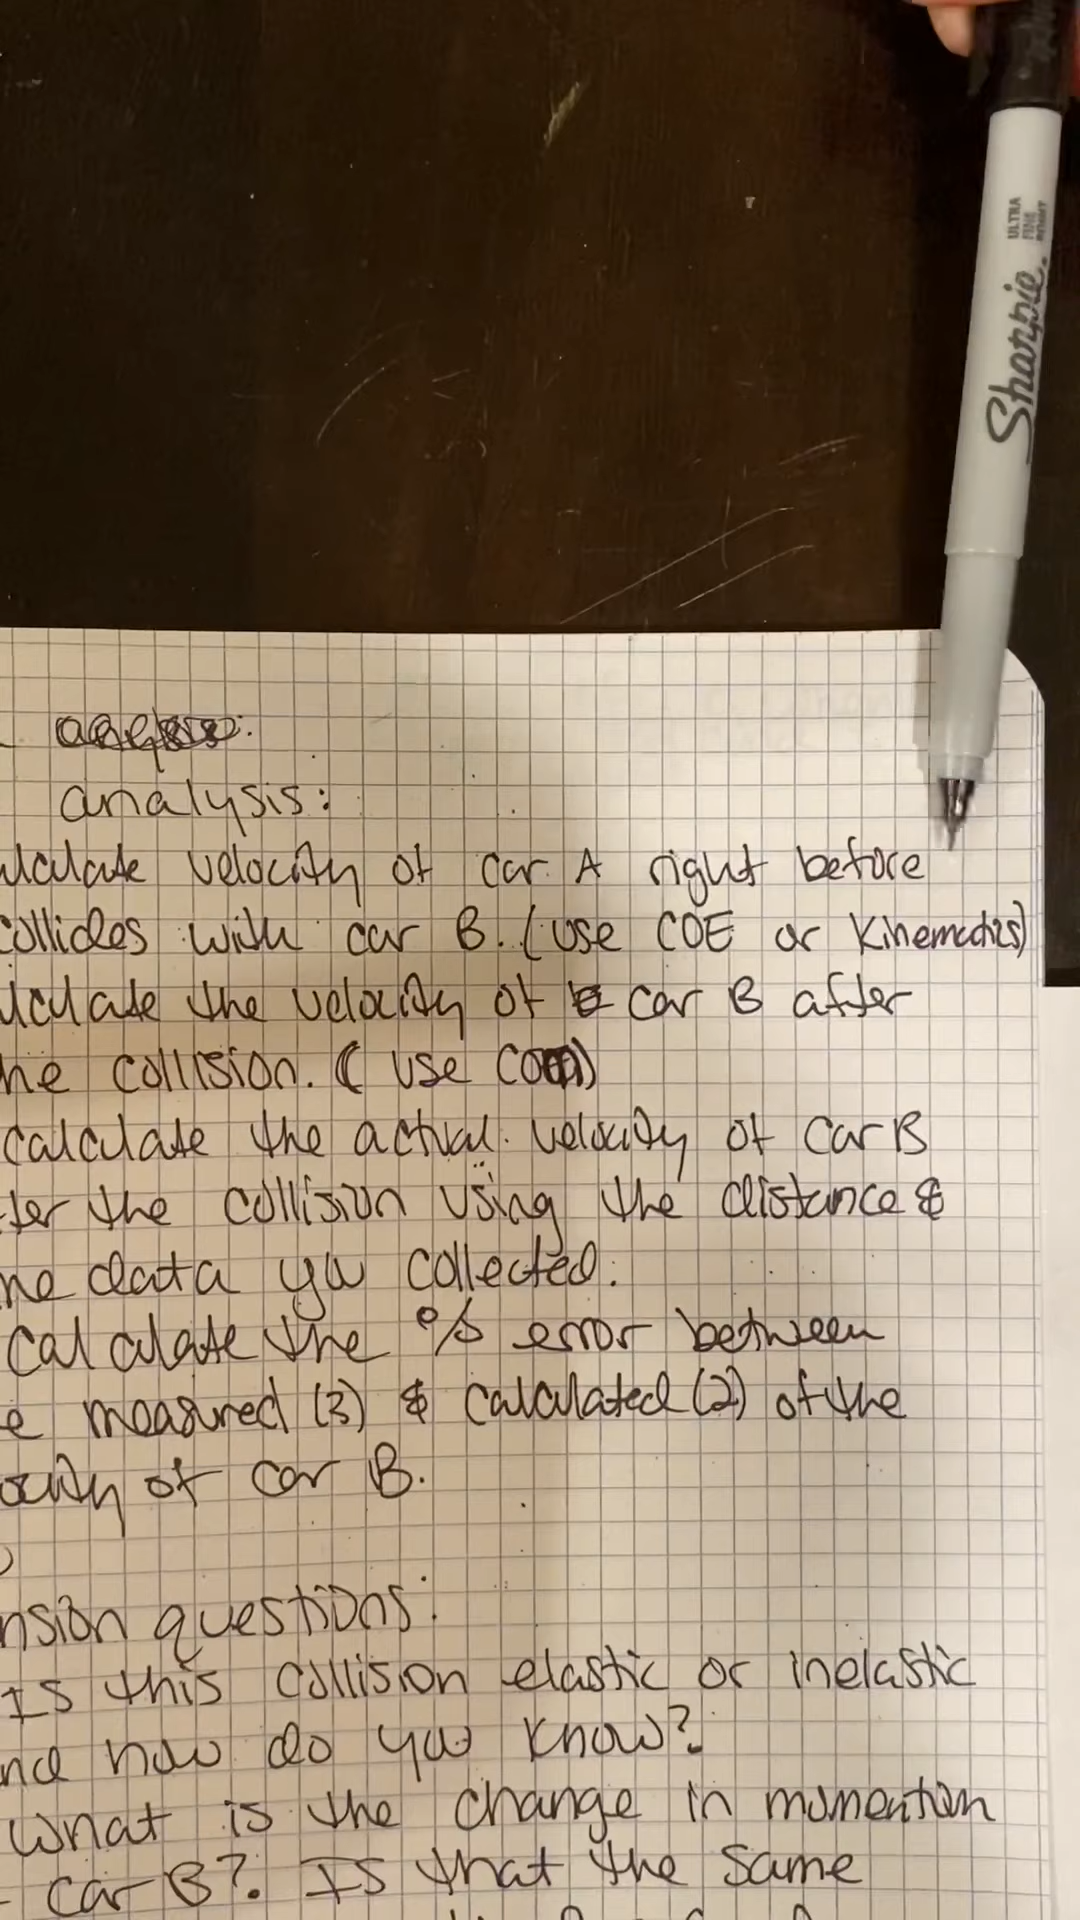 Sharpie.
ULTRA
FINE
analysis:
alculate velocity of car A right before
collides with car B. (use COE or Kinematics)
lculate the velocity of car B after
he collision. ( use
calculate the actual velocity of car B
ter the collision using the distance &
me data you collected.
Calculate the % error between
e measured (3) & calculated (2) of the
ocity of car B.
nsion questions:
Is this collision elastic or inelastic
nd how do you know?
What is the change in momentum
car B? Is that the same